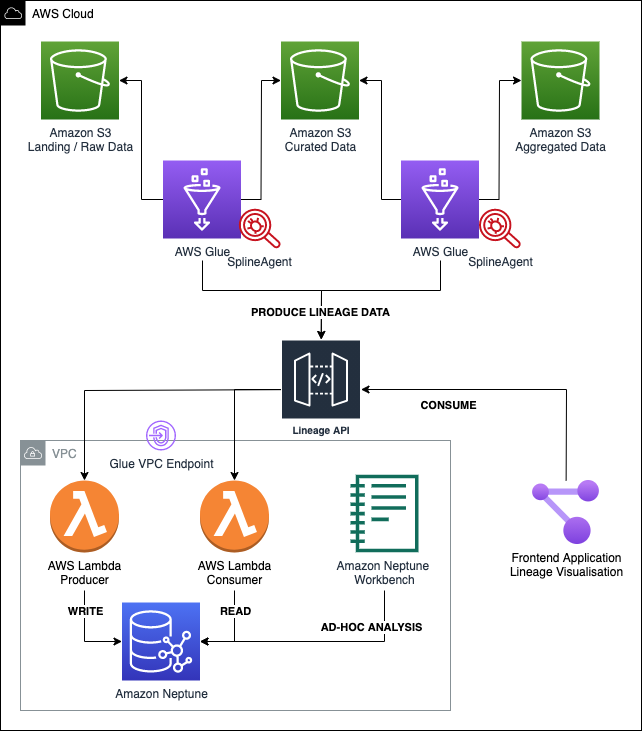 AWS Cloud
Amazon S3
Landing / Raw Data
Amazon S3
Curated Data
Amazon S3
Aggregated Data
AWS Glue
SplineAgent
AWS Glue
SplineAgent
PRODUCE LINEAGE DATA
Lineage API
CONSUME
VPC
Glue VPC Endpoint
AWS Lambda
Producer
AWS Lambda
Consumer
Amazon Neptune
Workbench
Frontend Application
Lineage Visualisation
WRITE
READ
AD-HOC ANALYSIS
Amazon Neptune